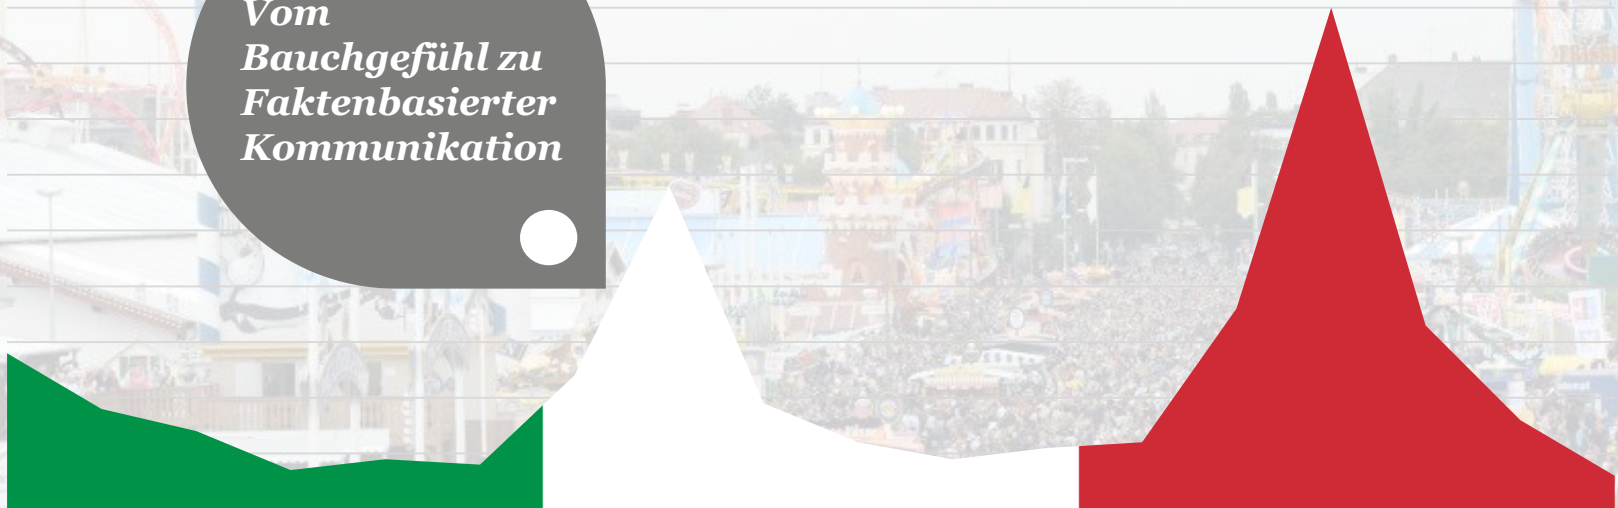 Vom
Bauchgefühl zu
Faktenbasierter
Kommunikation